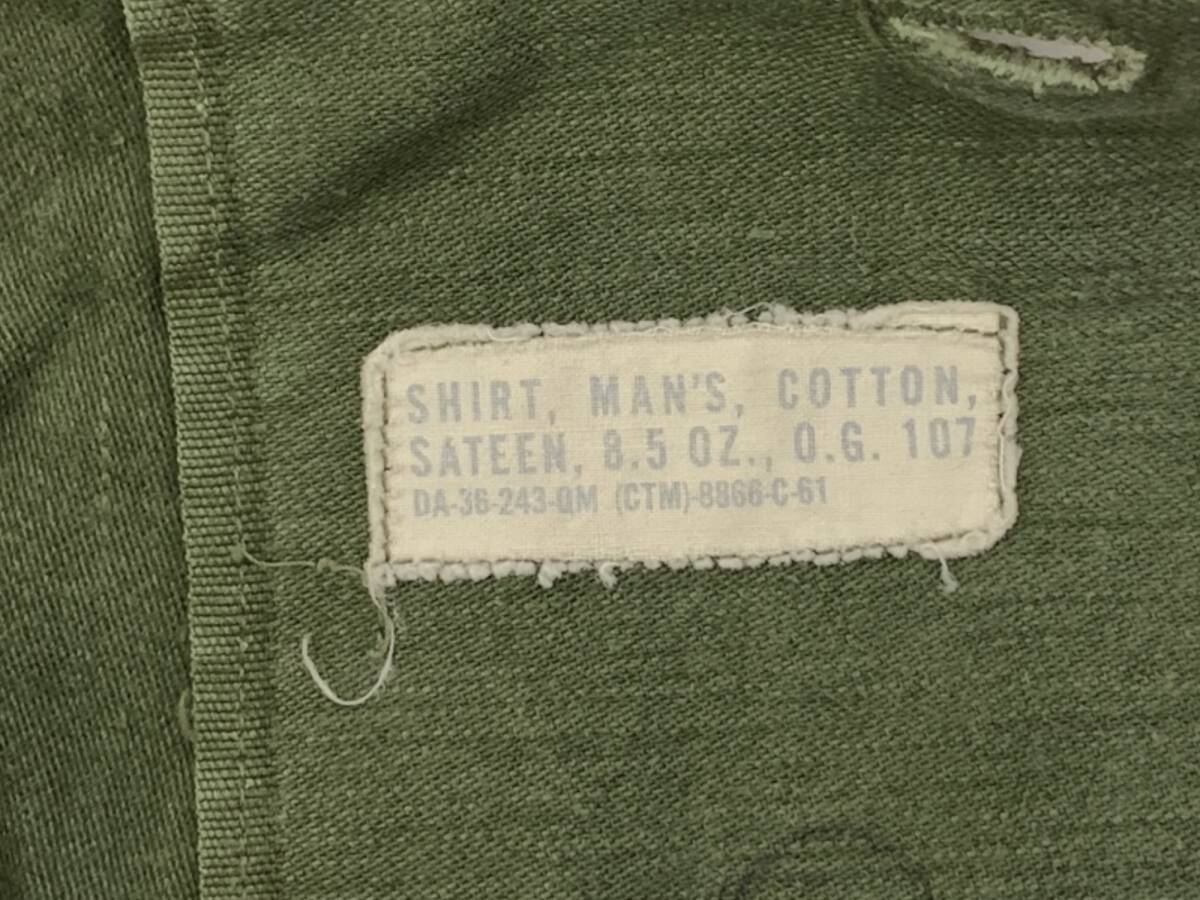 SHIRT, MAN'S, COTTON,
SATEEN, 8.5 OZ., O.G. 107
DA-36-243-QM (CTM)-8866-C-61